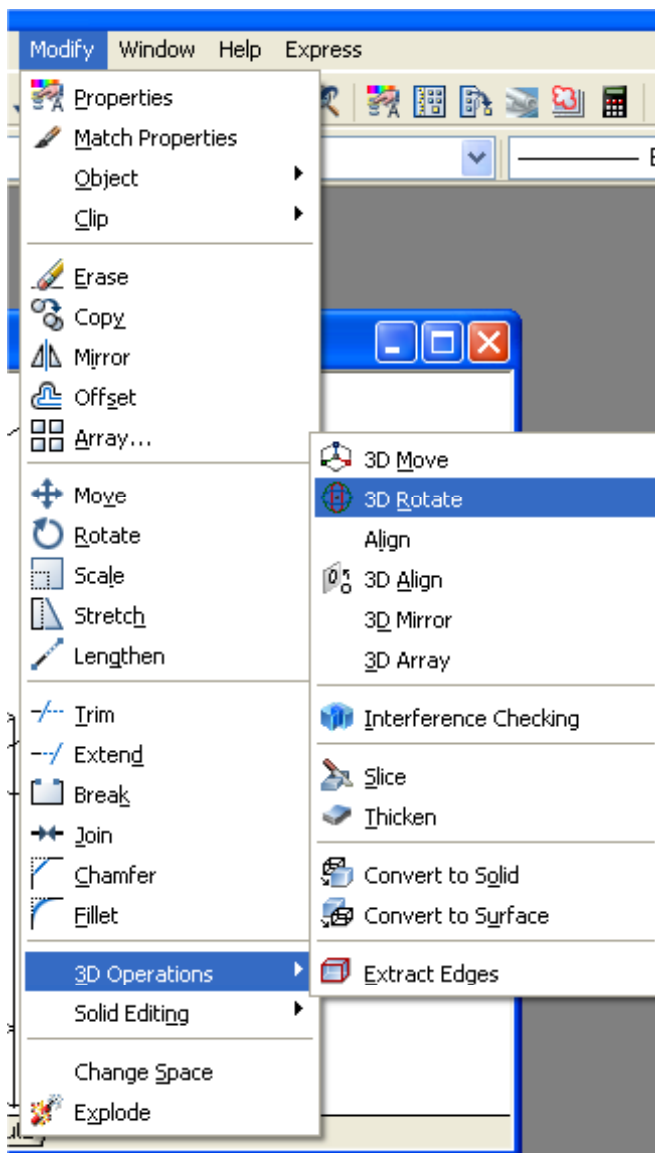 Modify Window Help Express
Properties
Match Properties
Object
Clip
Erase
Copy
Mirror
Offset
Array...
Move
Rotate
Scale
Stretch
Lengthen
Trim
Extend
Break
Join
Chamfer
Fillet
3D Operations
Solid Editing
Change Space
Explode
3D Move
3D Rotate
Align
3D Align
3D Mirror
3D Array
Interference Checking
Slice
Thicken
Convert to Solid
Convert to Surface
Extract Edges